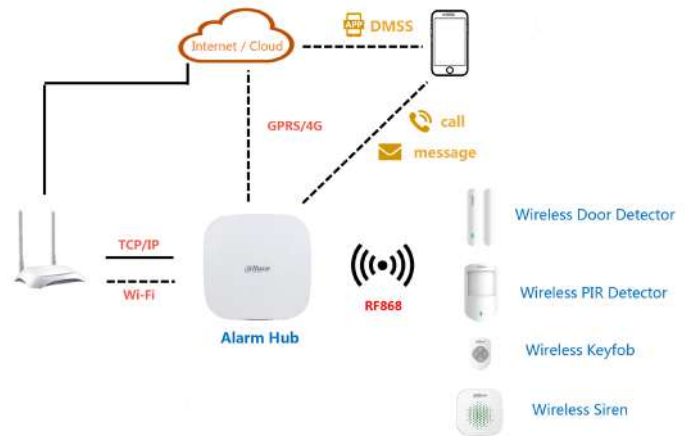 APP DMSS
Internet / Cloud
GPRS/4G
call
message
Wireless Door Detector
TCP/IP
alhua
Wi-Fi
RF868
Wireless PIR Detector
Alarm Hub
Wireless Keyfob
Wireless Siren